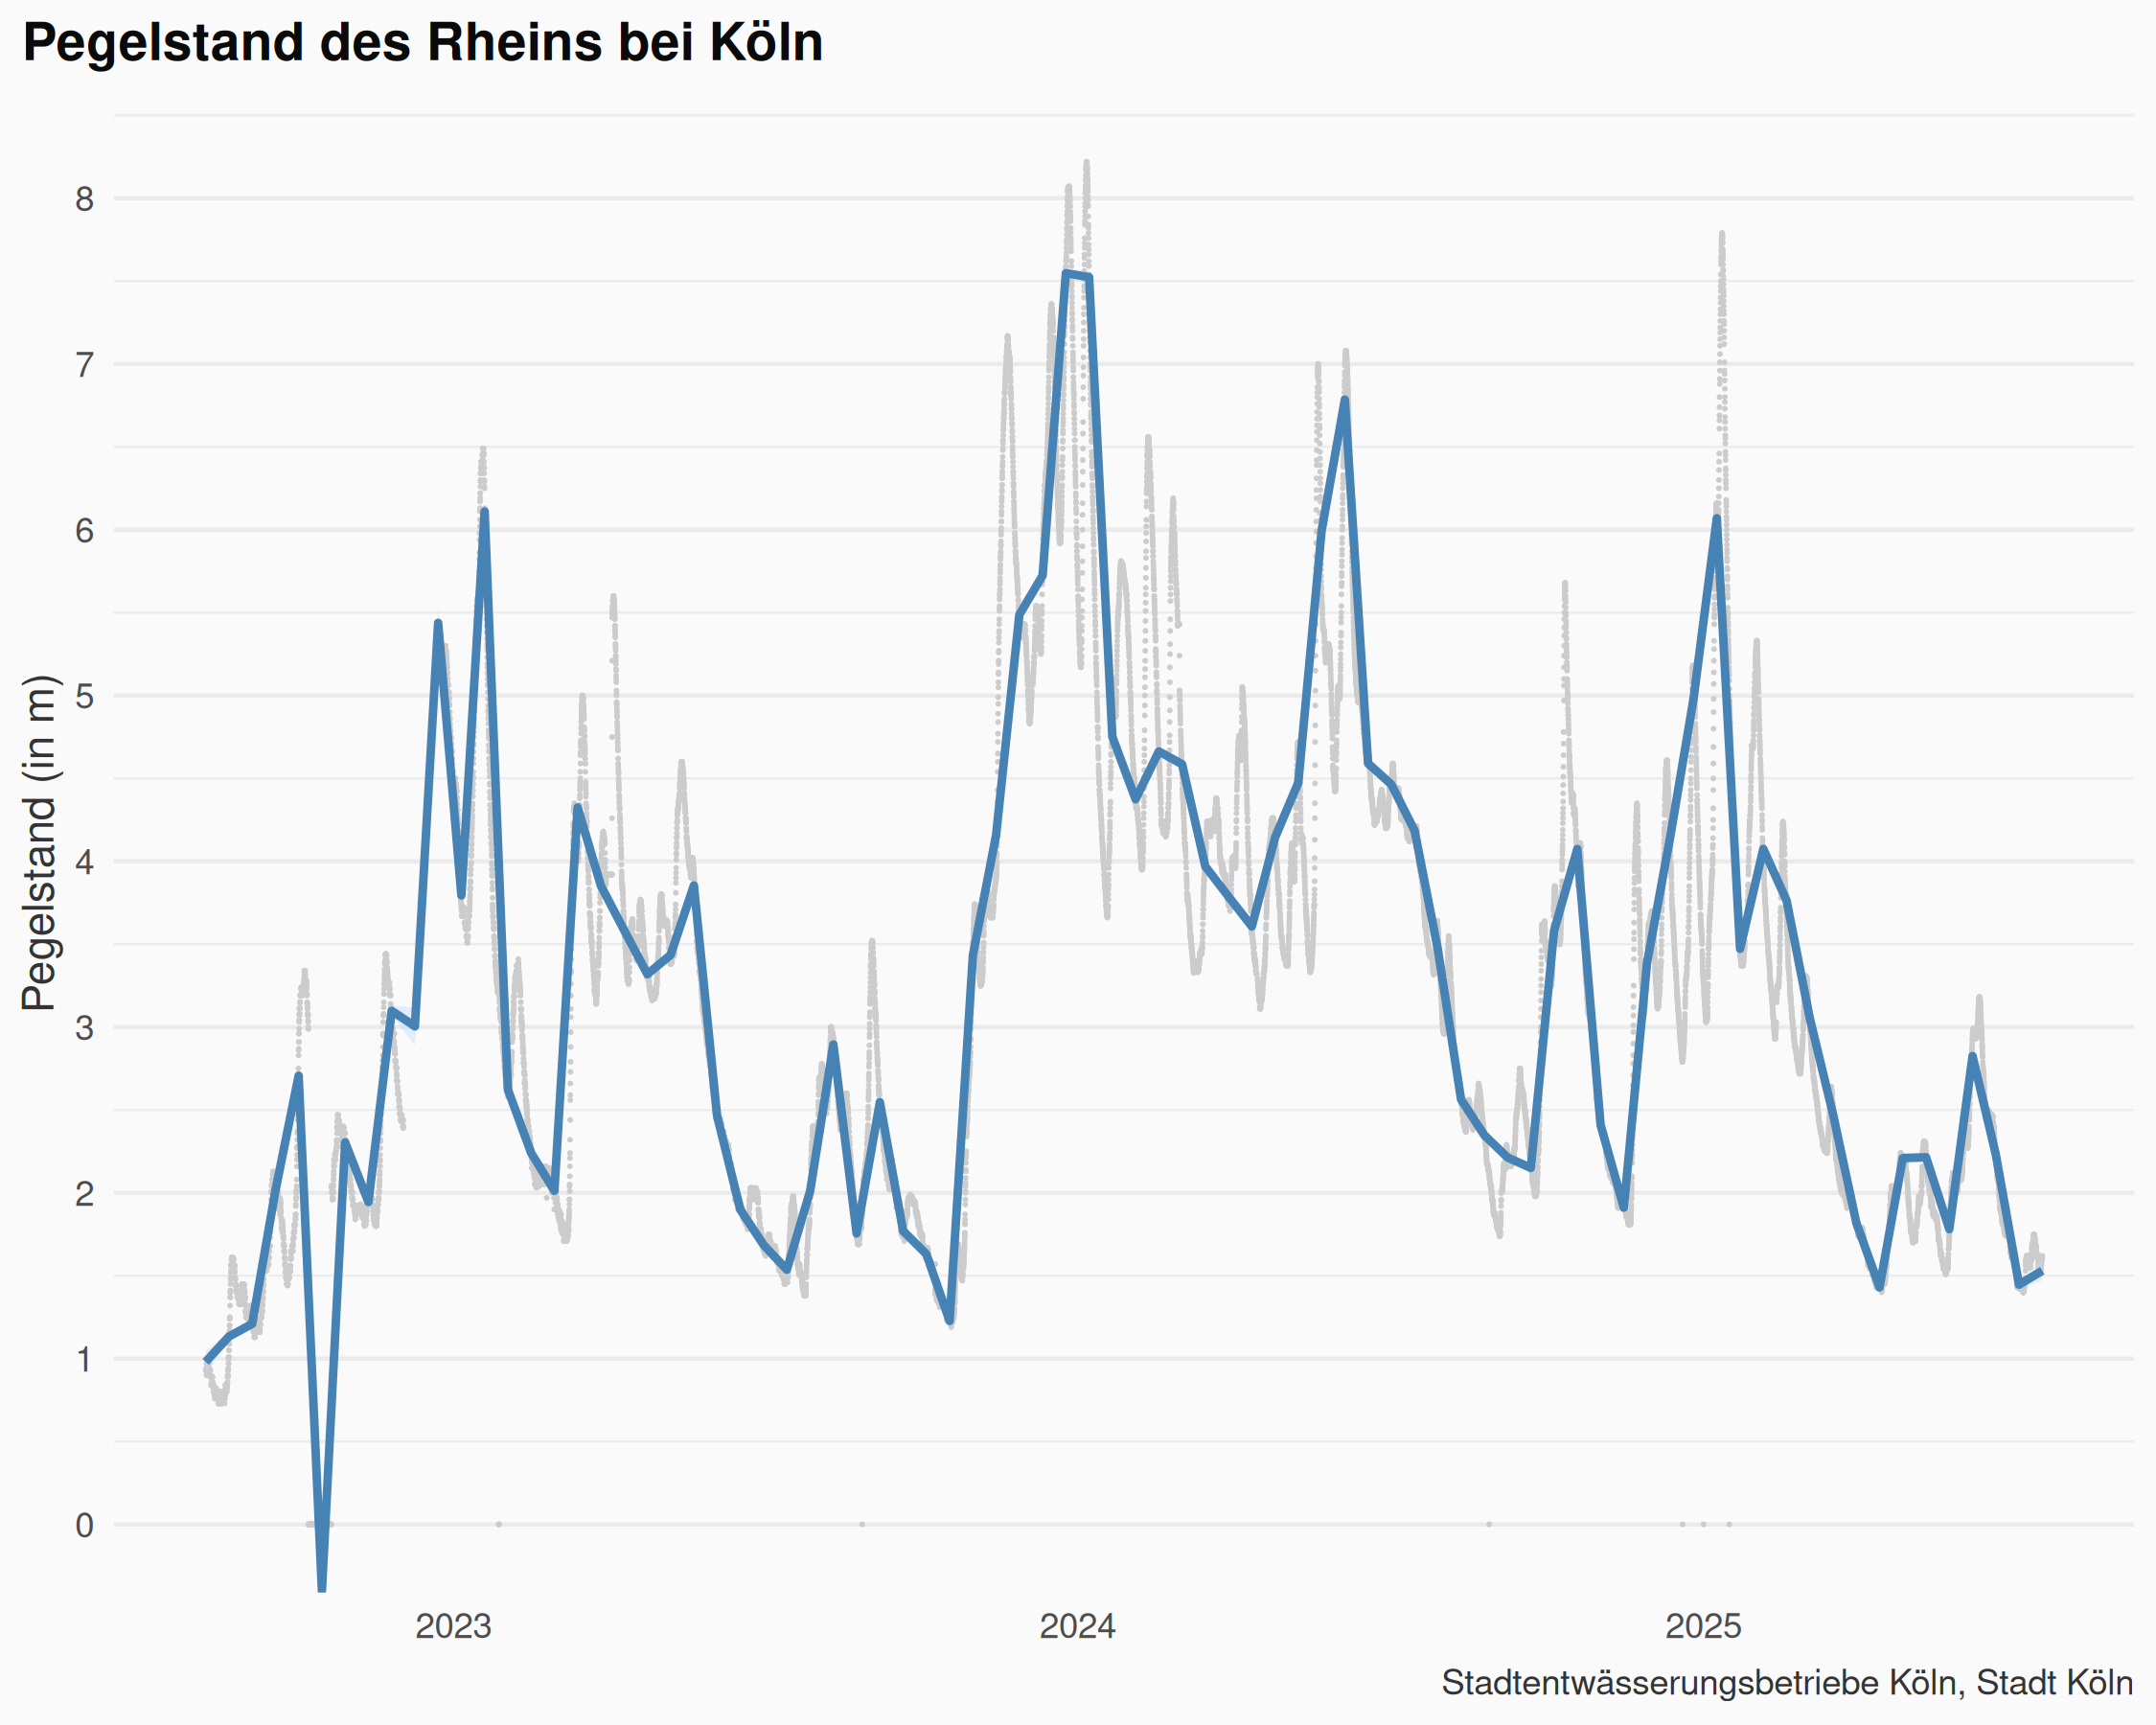 Pegelstand des Rheins bei Köln
Pegelstand (in m)
8
7
6
5
4
3
2
1
0
2023 2024 2025
Stadtentwässerungsbetriebe Köln, Stadt Köln